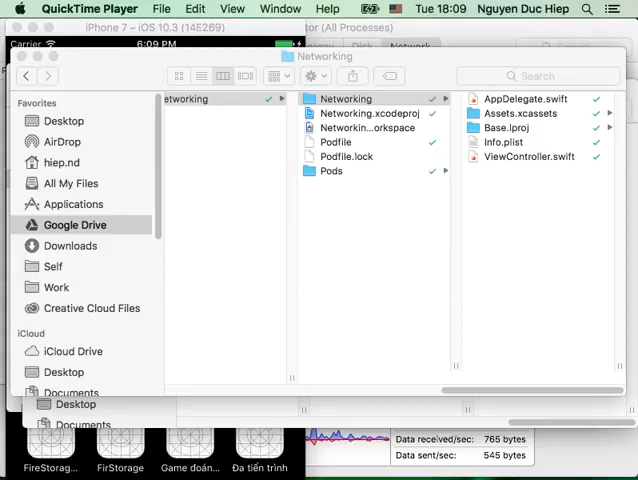 QuickTime Player File Edit View Window Help Tue 18:09 Nguyen Duc Hiep
iPhone 7 – iOS 10.3 (14E269)
tor (All Processes)
Carrier 6:09 PM
Networking
Disk Network
Search
Favorites
Desktop
AirDrop
hiep.nd
All My Files
Applications
Google Drive
Downloads
Self
Work
Creative Cloud Files
iCloud
iCloud Drive
Desktop
Documents
etworking
Networking
Networking.xcodeproj
Networkin...orkspace
Podfile
Podfile.lock
Pods
AppDelegate.swift
Assets.xcassets
Base.lproj
Info.plist
ViewController.swift
Desktop
Documents
FireStorag... FirStorage Game đoán... Đa tiến trình
Data received/sec: 765 bytes
Data sent/sec: 545 bytes